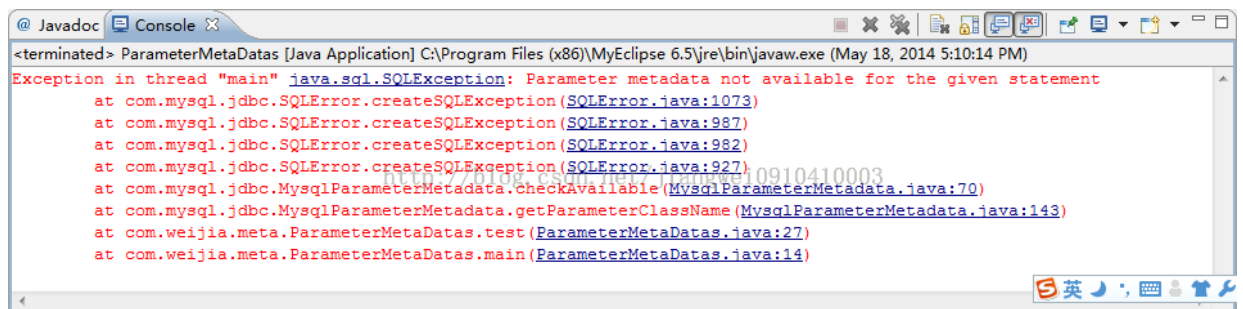 @ Javadoc Console
<terminated> ParameterMetaDatas [Java Application] C:\Program Files (x86)\MyEclipse 6.5\jre\bin\javaw.exe (May 18, 2014 5:10:14 PM)
Exception in thread "main" java.sql.SQLException: Parameter metadata not available for the given statement
at com.mysql.jdbc.SQLError.createSQLException(SQLError.java:1073)
at com.mysql.jdbc.SQLError.createSQLException(SQLError.java:987)
at com.mysql.jdbc.SQLError.createSQLException(SQLError.java:982)
at com.mysql.jdbc.SQLError.createSQLException(SQLError.java:927)
http://blog.csdn.net/jiangwei0910410003
at com.mysql.jdbc.MysqlParameterMetadata.checkAvailable(MysqlParameterMetadata.java:70)
at com.mysql.jdbc.MysqlParameterMetadata.getParameterClassName(MysqlParameterMetadata.java:143)
at com.weijia.meta.ParameterMetaDatas.test(ParameterMetaDatas.java:27)
at com.weijia.meta.ParameterMetaDatas.main(ParameterMetaDatas.java:14)
S 英